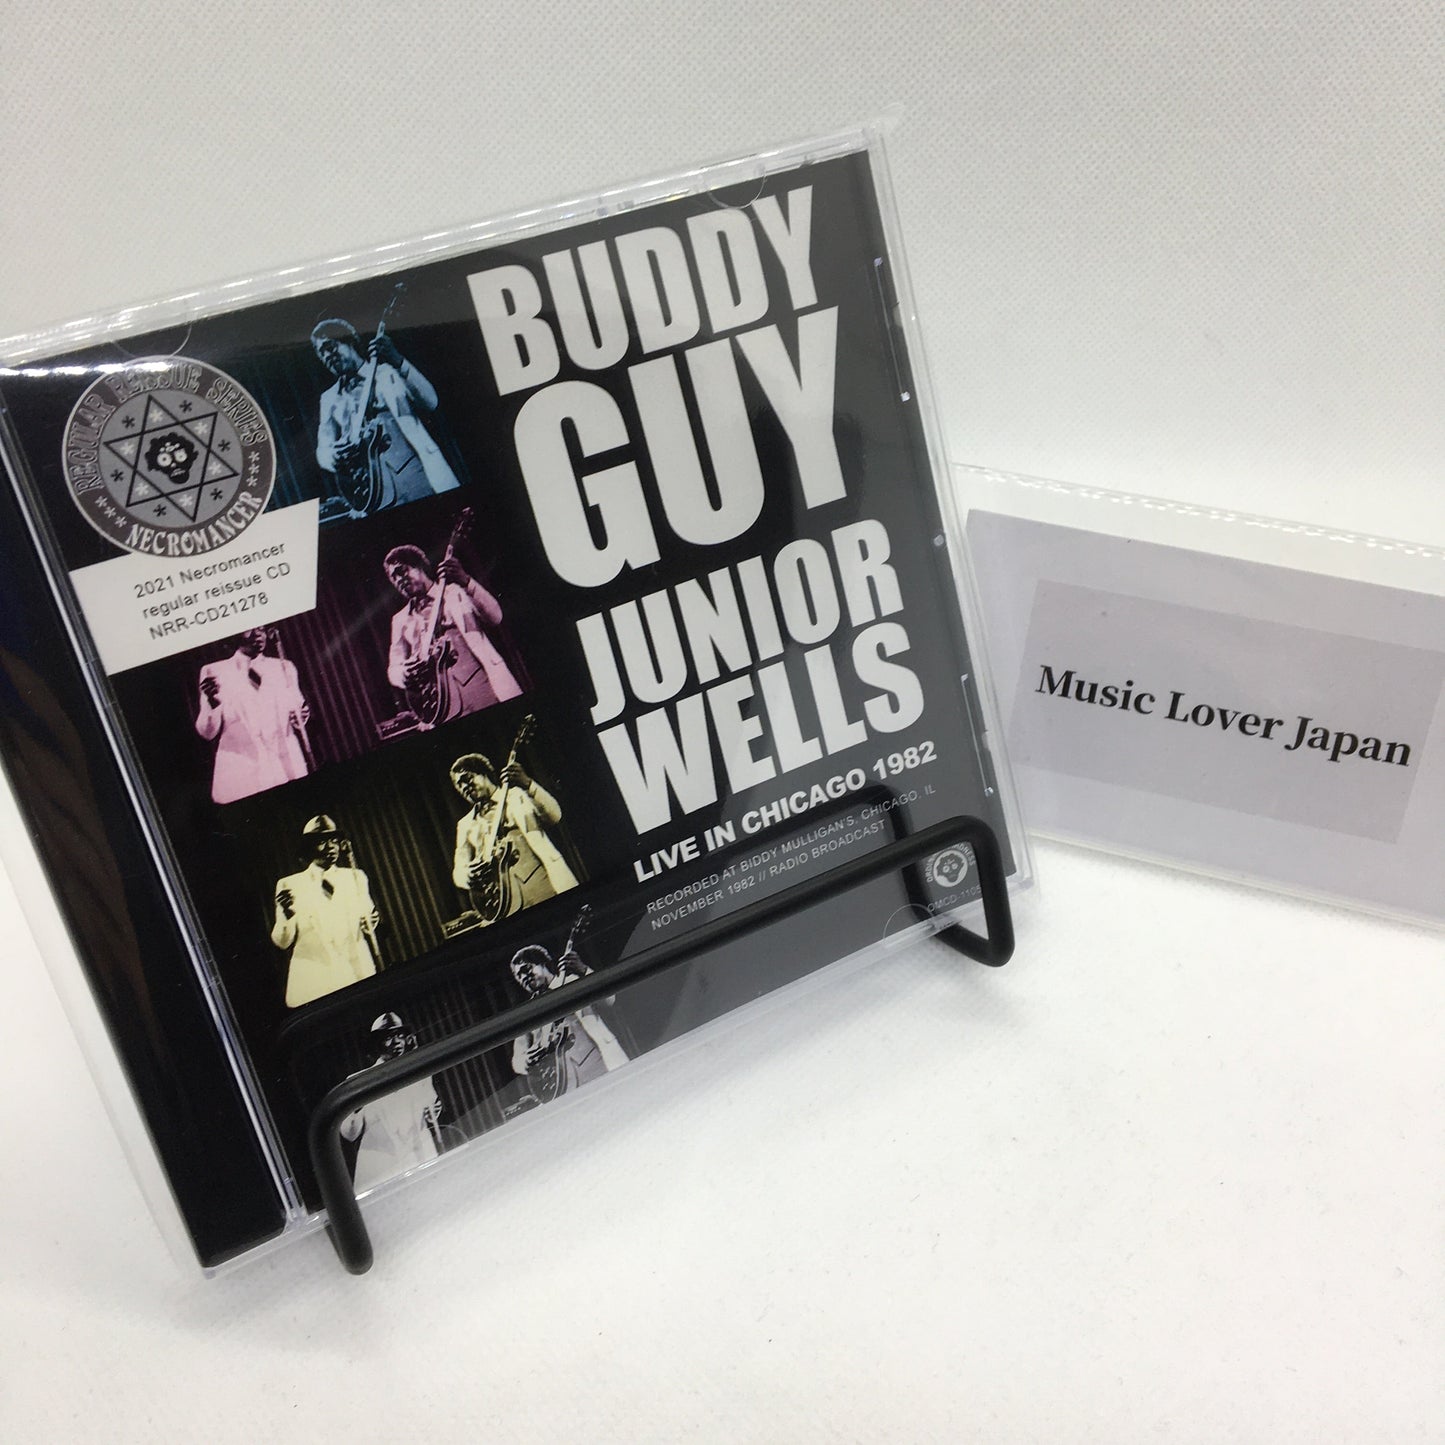 REGULAR REISSUE SERIES
NECROMANCER
2021 Necromancer
regular reissue CD
NRR-CD21278
BUDDY
GUY
JUNIOR
WELLS
LIVE IN CHICAGO 1982
RECORDED AT BIDDY MULLIGAN'S, CHICAGO, IL
NOVEMBER 1982 // RADIO BROADCAST
Music Lover Japan